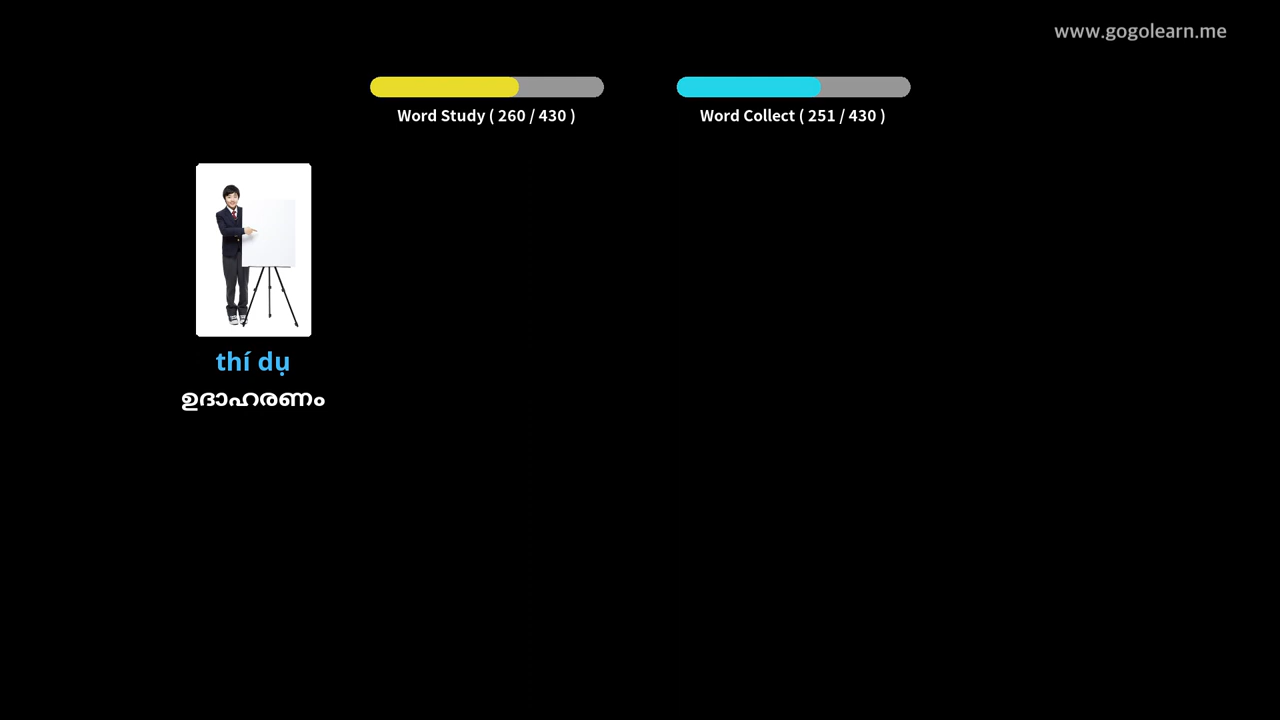 www.gogolearn.me
Word Study ( 260 / 430 )
Word Collect ( 251 / 430 )
thí dụ
ഉദാഹരണം